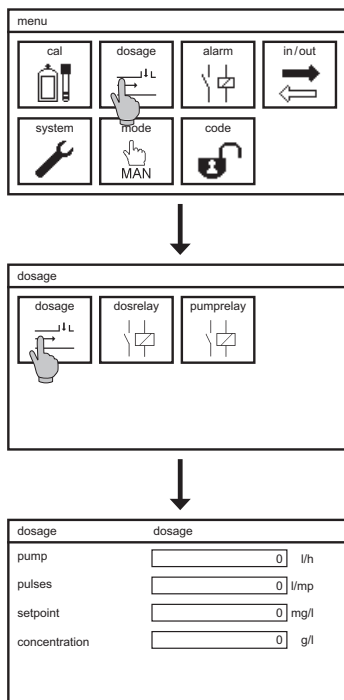 menu
cal dosage alarm in/out
L
system mode code
MAN
dosage
dosage dosrelay pumprelay
L
dosage dosage
pump 0 l/h
pulses 0 l/mp
setpoint 0 mg/l
concentration 0 g/l